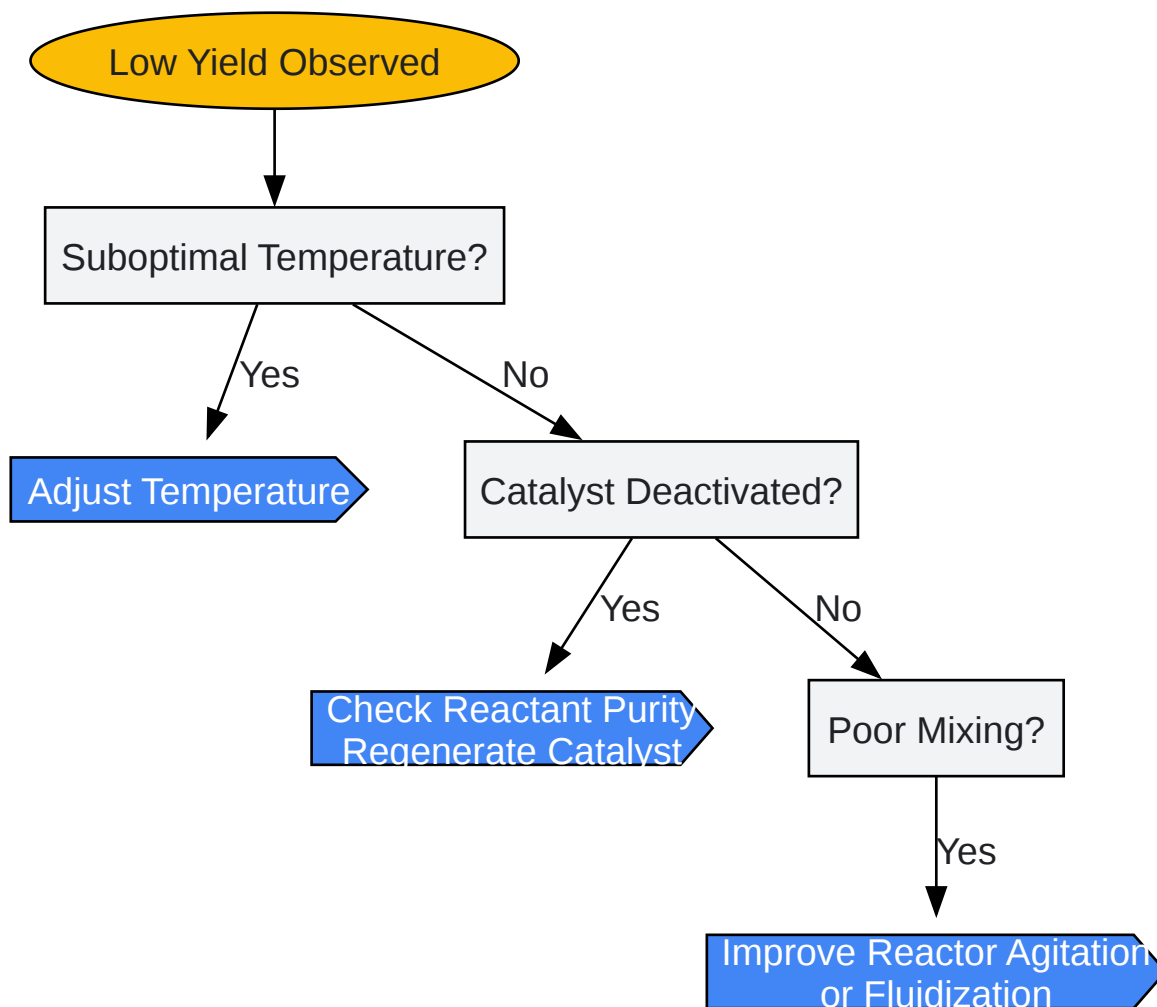 Low Yield Observed
Suboptimal Temperature?
Yes
No
Adjust Temperature
Catalyst Deactivated?
Yes
No
Check Reactant Purity
Regenerate Catalyst
Poor Mixing?
Yes
Improve Reactor Agitation
or Fluidization